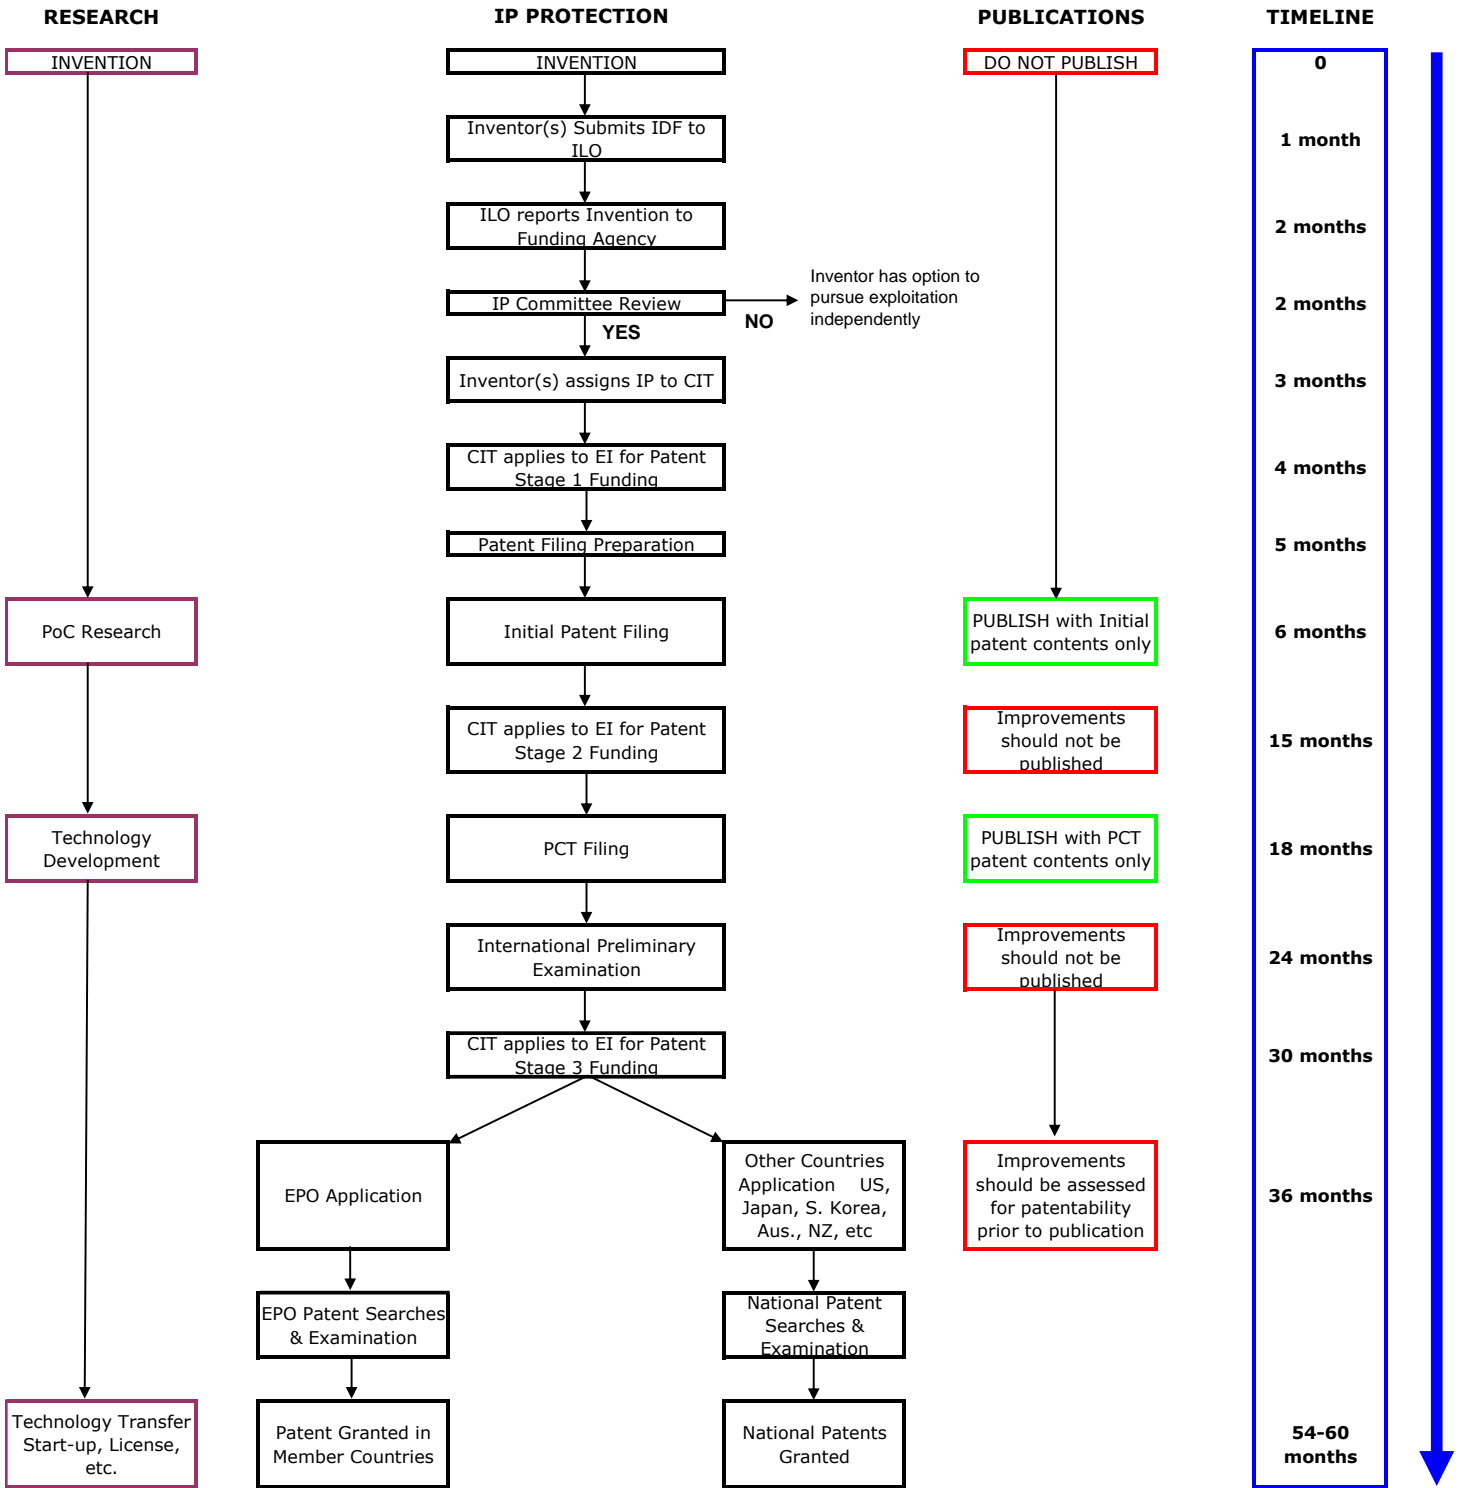 RESEARCH
IP PROTECTION
PUBLICATIONS
TIMELINE
INVENTION
INVENTION
DO NOT PUBLISH
0
Inventor(s) Submits IDF to
ILO
1 month
ILO reports Invention to
Funding Agency
2 months
IP Committee Review
NO
Inventor has option to
pursue exploitation
independently
2 months
YES
Inventor(s) assigns IP to CIT
3 months
CIT applies to EI for Patent
Stage 1 Funding
4 months
Patent Filing Preparation
5 months
PoC Research
Initial Patent Filing
PUBLISH with Initial
patent contents only
6 months
CIT applies to EI for Patent
Stage 2 Funding
Improvements
should not be
published
15 months
Technology
Development
PCT Filing
PUBLISH with PCT
patent contents only
18 months
International Preliminary
Examination
Improvements
should not be
published
24 months
CIT applies to EI for Patent
Stage 3 Funding
30 months
EPO Application
Other Countries
Application US,
Japan, S. Korea,
Aus., NZ, etc
Improvements
should be assessed
for patentability
prior to publication
36 months
EPO Patent Searches
& Examination
National Patent
Searches &
Examination
Technology Transfer
Start-up, License,
etc.
Patent Granted in
Member Countries
National Patents
Granted
54-60
months